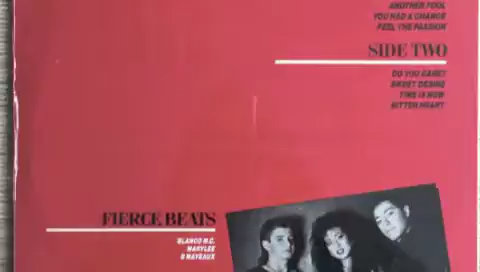 ANOTHER FOOL
YOU HAD A CHANCE
FEEL THE PASSION
SIDE TWO
DO YOU CARE?
SWEET DESIRE
TIME IS NOW
BITTER HEART
FIERCE BEATS
BLANCO M.C.
MARYLEE
B MAYEAUX